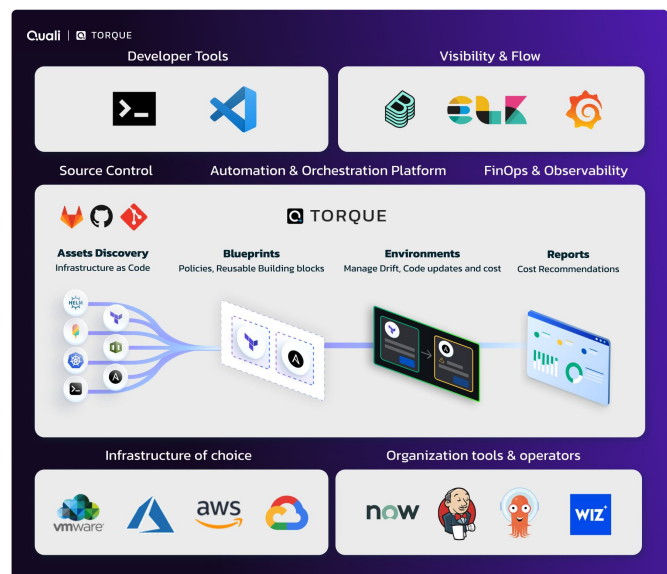 Quali | TORQUE
Developer Tools
Visibility & Flow
Source Control
Automation & Orchestration Platform
FinOps & Observability
TORQUE
Assets Discovery
Infrastructure as Code
Blueprints
Policies, Reusable Building blocks
Environments
Manage Drift, Code updates and cost
Reports
Cost Recommendations
HELM
Infrastructure of choice
Organization tools & operators
vmware
aws
now
WIZ